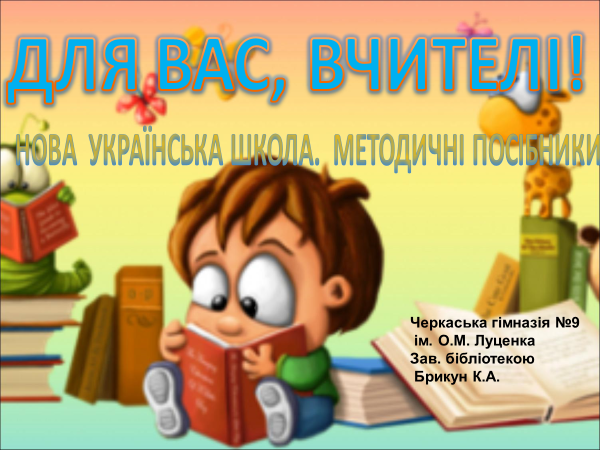 ДЛЯ ВАС, ВЧИТЕЛІ!
НОВА УКРАЇНСЬКА ШКОЛА. МЕТОДИЧНІ ПОСІБНИКИ
Черкаська гімназія №9
ім. О.М. Луценка
Зав. бібліотекою
Брикун К.А.